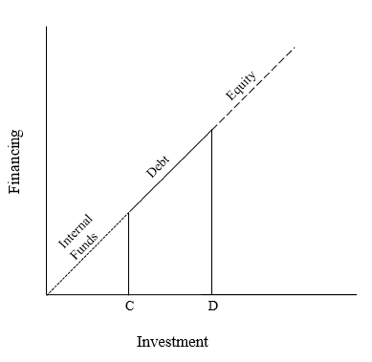 Equity
Debt
Internal
Funds
Financing
C
D
Investment